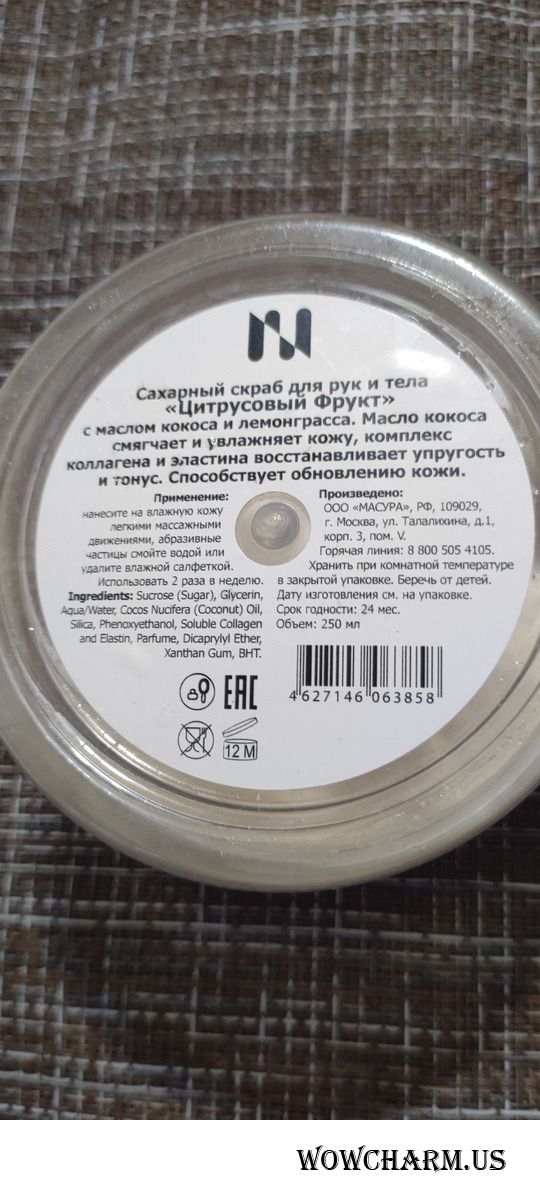 Сахарный скраб для рук и тела
«Цитрусовый Фрукт»
с маслом кокоса и лемонграсса. Масло кокоса
смягчает и увлажняет кожу, комплекс
коллагена и эластина восстанавливает упругость
и тонус. Способствует обновлению кожи.
Применение:
нанесите на влажную кожу
легкими массажными
движениями, абразивные
частицы смойте водой или
удалите влажной салфеткой.
Использовать 2 раза в неделю.
Ingredients: Sucrose (Sugar), Glycerin,
Aqua/Water, Cocos Nucifera (Coconut) Oil,
Silica, Phenoxyethanol, Soluble Collagen
and Elastin, Parfume, Dicaprylyl Ether,
Xanthan Gum, BHT.
Произведено:
ООО «МАСУРА», РФ, 109029,
г. Москва, ул. Талалихина, д.1,
корп. 3, пом. V.
Горячая линия: 8 800 505 4105.
Хранить при комнатной температуре
в закрытой упаковке. Беречь от детей.
Дату изготовления см. на упаковке.
Срок годности: 24 мес.
Объем: 250 мл
EAC
12 M
4 627146 063858
WOWCHARM.US